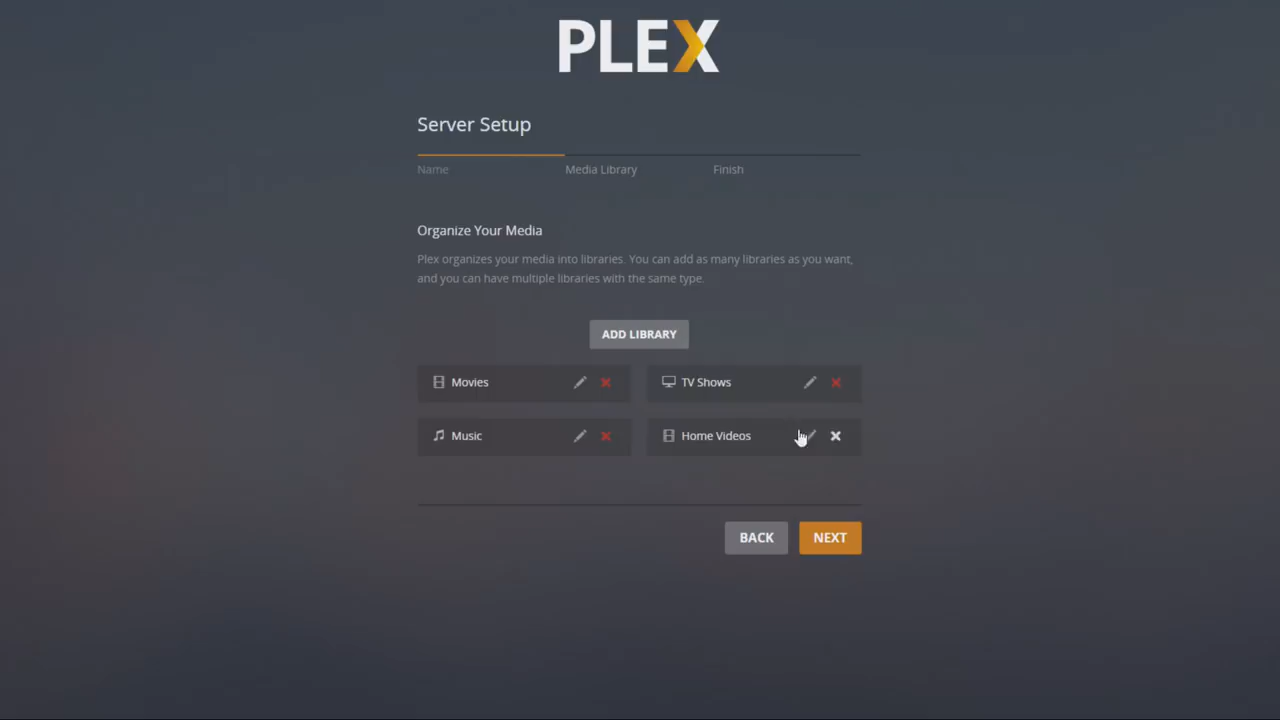 PLEX
Server Setup
Name
Media Library
Finish
Organize Your Media
Plex organizes your media into libraries. You can add as many libraries as you want,
and you can have multiple libraries with the same type.
ADD LIBRARY
Movies
TV Shows
Music
Home Videos
BACK
NEXT